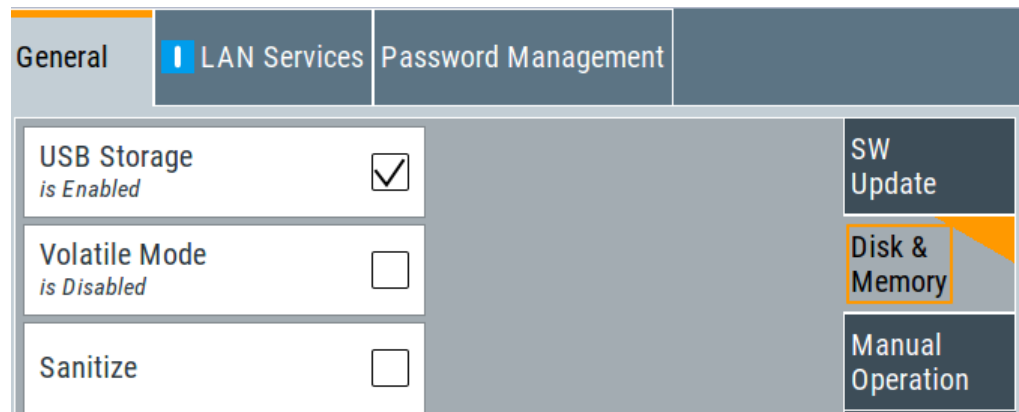 General
LAN Services
Password Management
USB Storage
is Enabled
Volatile Mode
is Disabled
Sanitize
SW
Update
Disk &
Memory
Manual
Operation